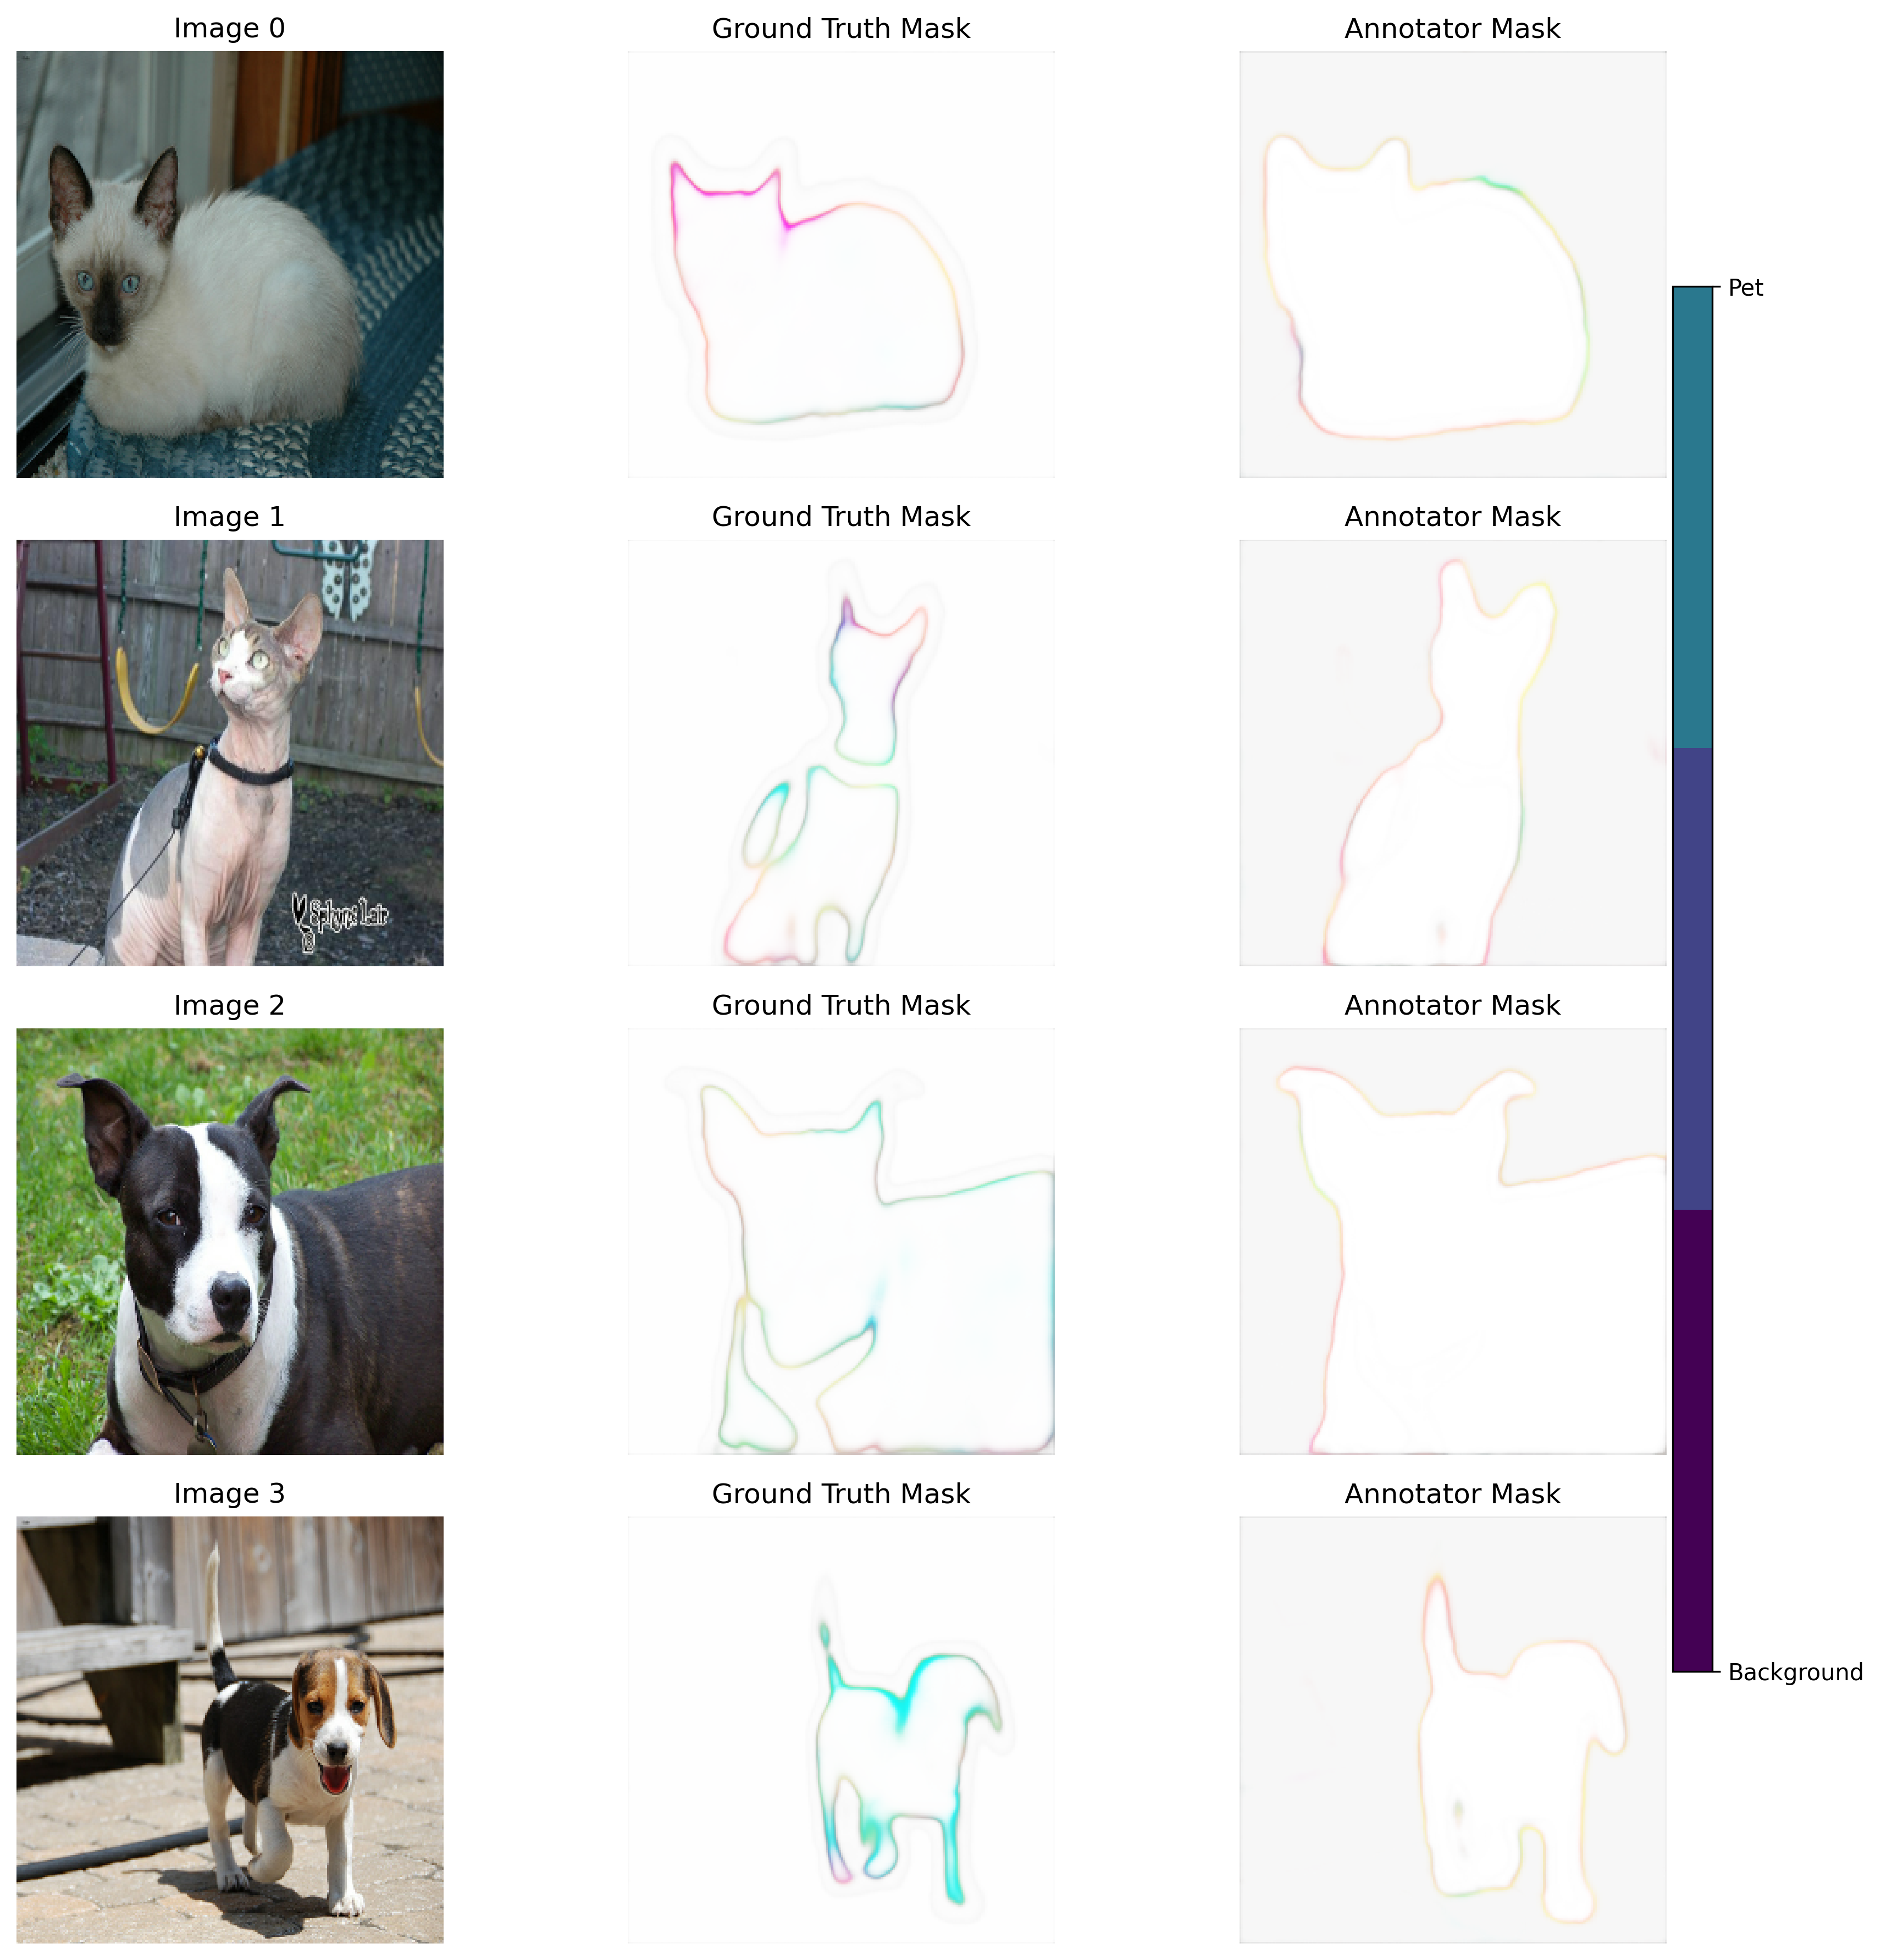 Image 0
Ground Truth Mask
Annotator Mask
Image 1
Ground Truth Mask
Annotator Mask
Pet
Sphynx Lair
Image 2
Ground Truth Mask
Annotator Mask
Image 3
Ground Truth Mask
Annotator Mask
Background